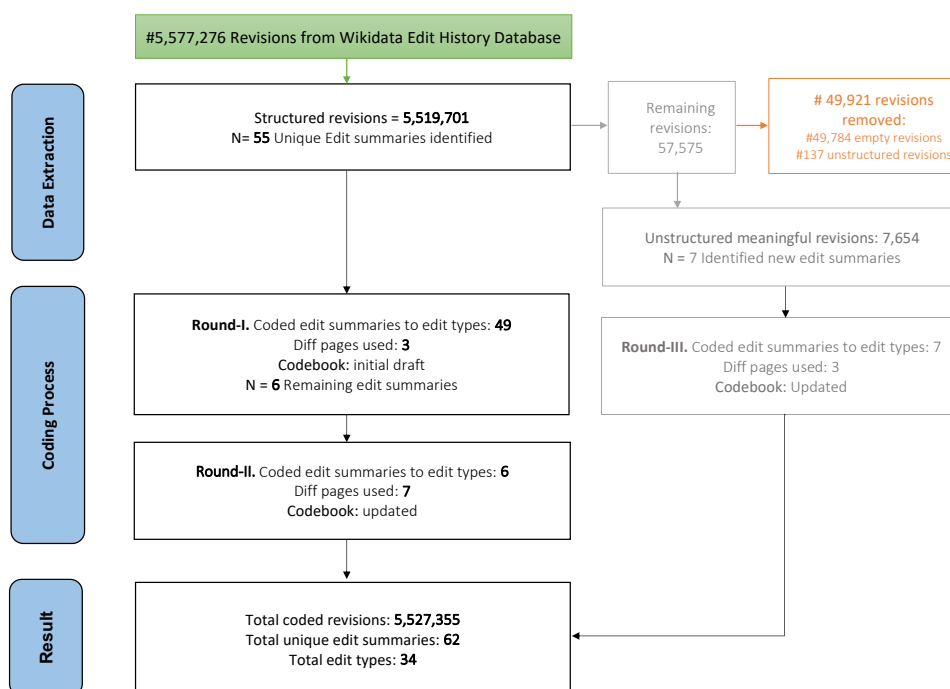 #5,577,276 Revisions from Wikidata Edit History Database
Data Extraction
Structured revisions = 5,519,701
N= 55 Unique Edit summaries identified
Remaining
revisions:
57,575
# 49,921 revisions
removed:
#49,784 empty revisions
#137 unstructured revisions
Unstructured meaningful revisions: 7,654
N = 7 Identified new edit summaries
Coding Process
Round-I. Coded edit summaries to edit types: 49
Diff pages used: 3
Codebook: initial draft
N = 6 Remaining edit summaries
Round-III. Coded edit summaries to edit types: 7
Diff pages used: 3
Codebook: Updated
Round-II. Coded edit summaries to edit types: 6
Diff pages used: 7
Codebook: updated
Result
Total coded revisions: 5,527,355
Total unique edit summaries: 62
Total edit types: 34